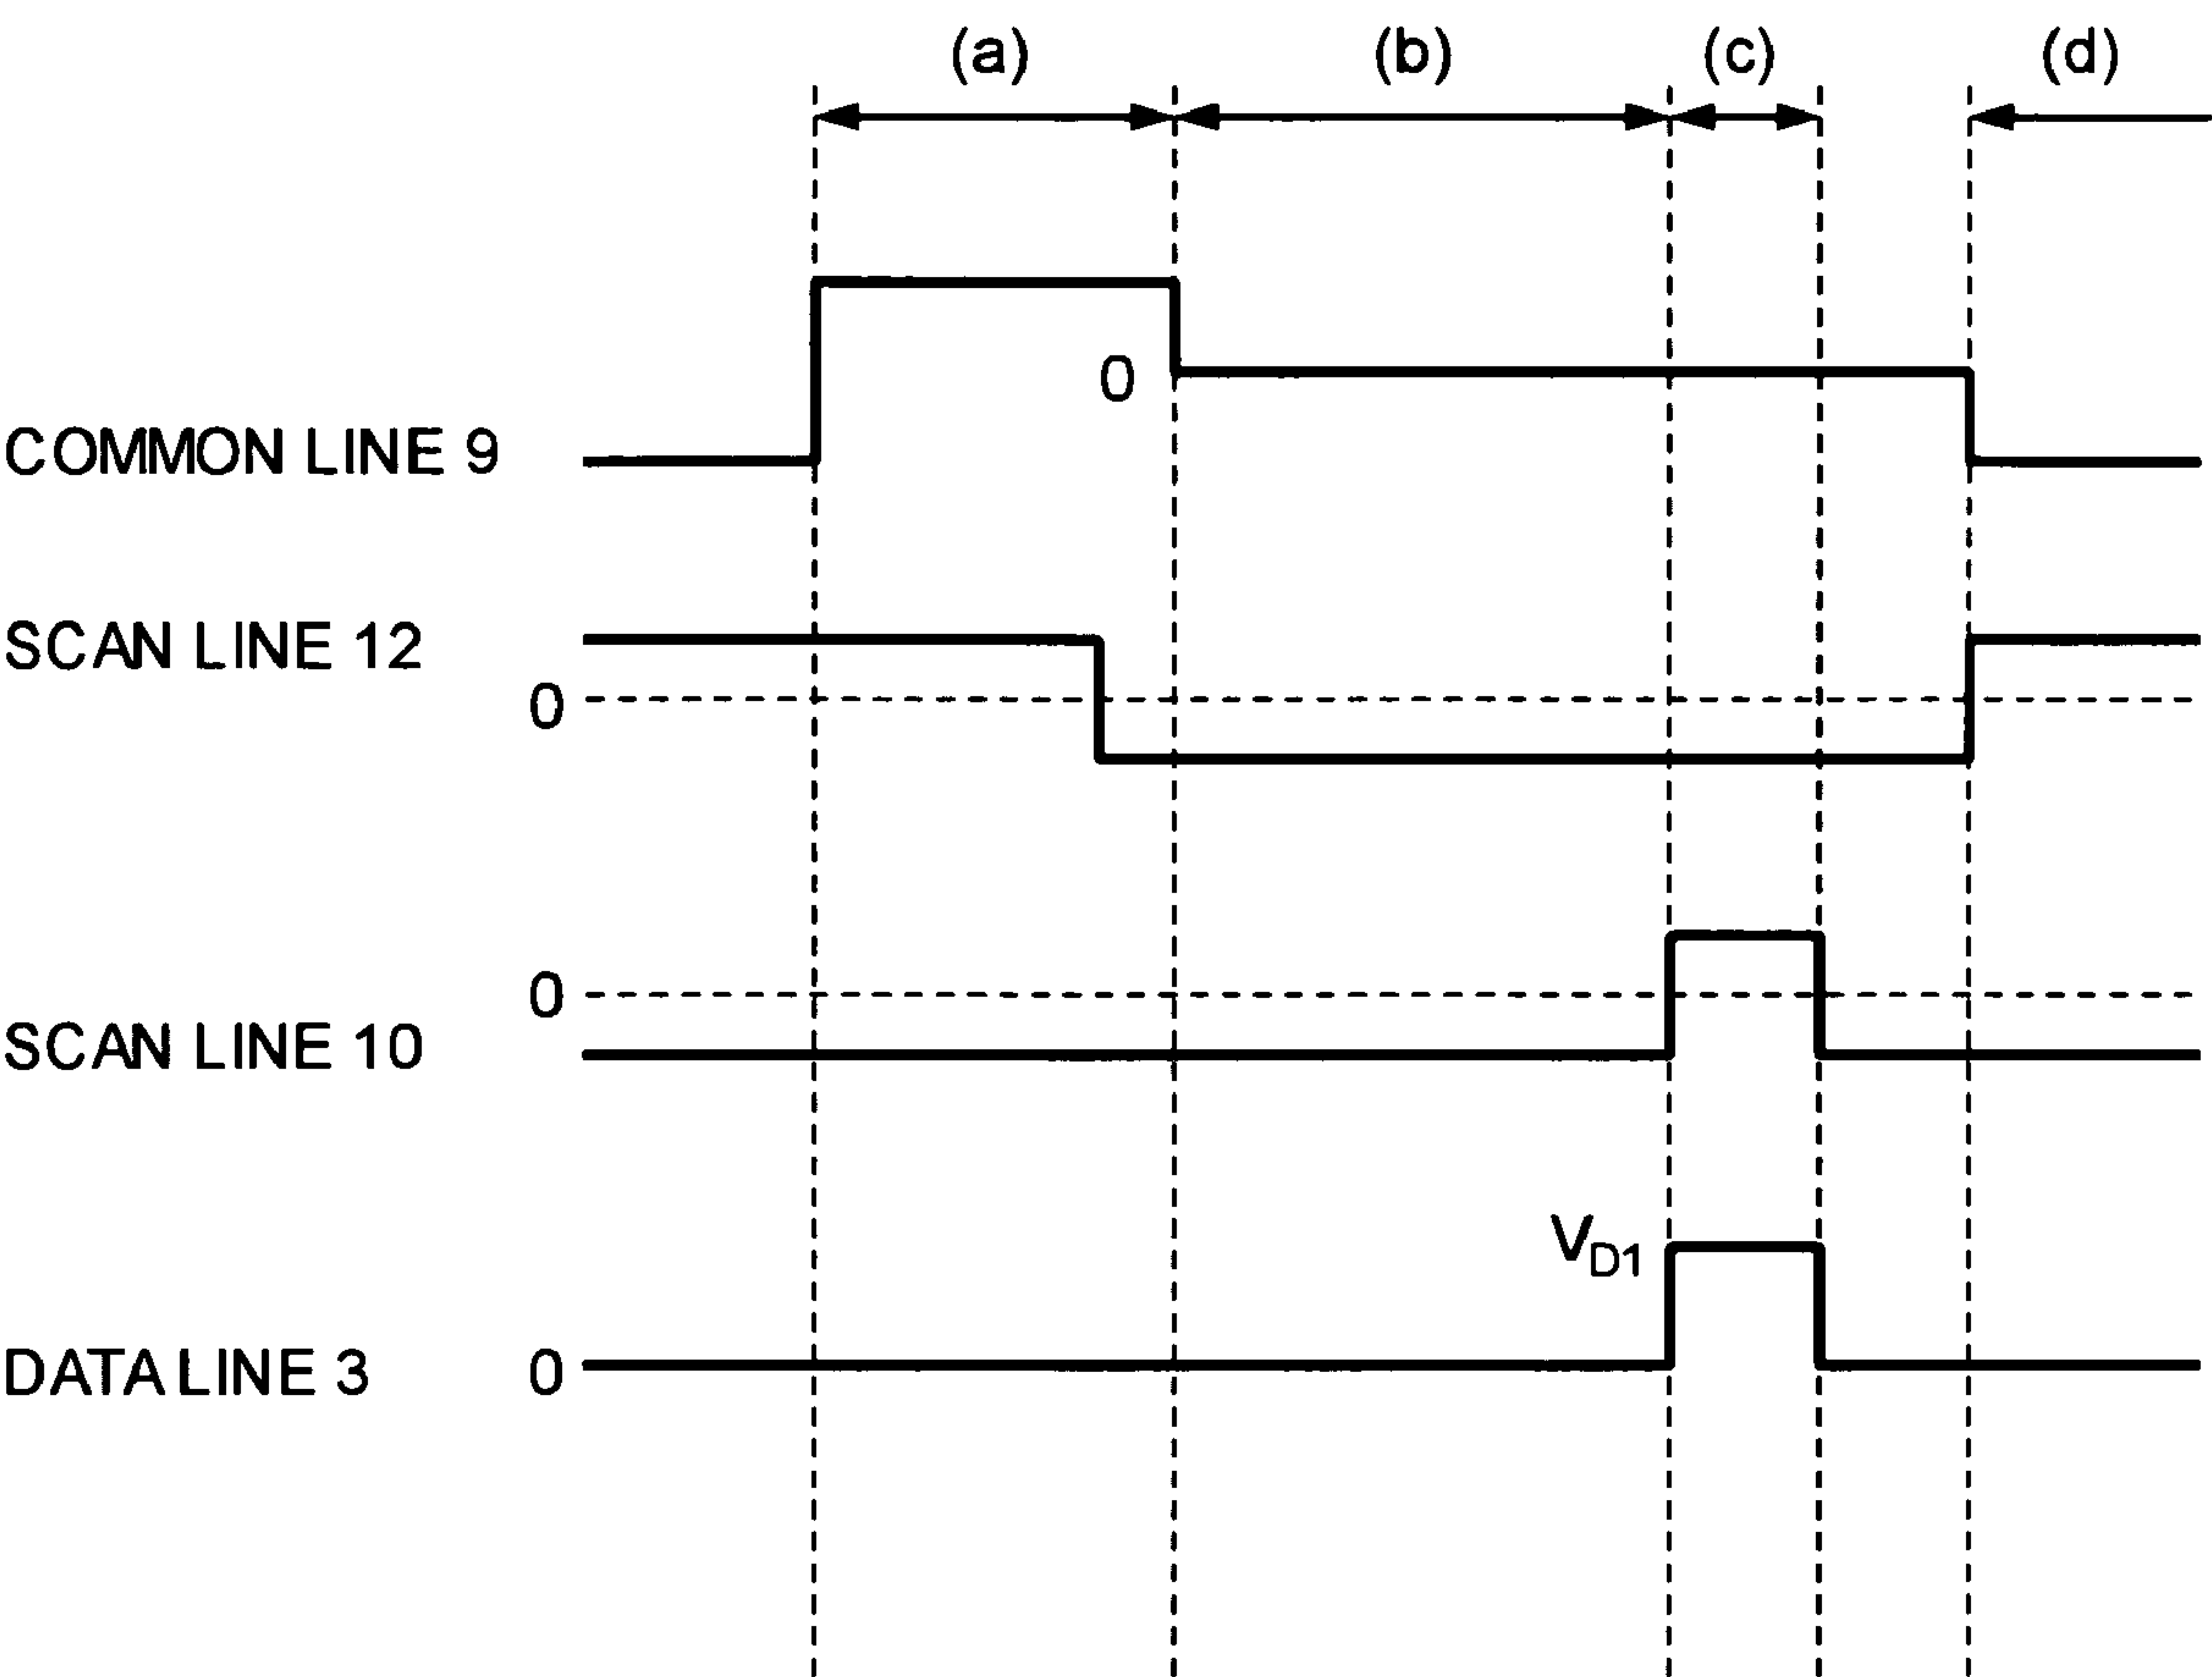 (a) (b) (c) (d)
0
COMMON LINE 9
SCAN LINE 12
0
0
SCAN LINE 10
VD1
DATA LINE 3 0